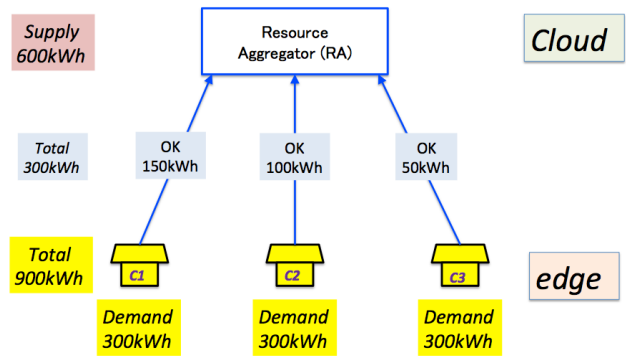 Supply
600kWh
Resource
Aggregator (RA)
Cloud
Total
300kWh
OK
150kWh
OK
100kWh
OK
50kWh
Total
900kWh
C1
C2
C3
edge
Demand
300kWh
Demand
300kWh
Demand
300kWh